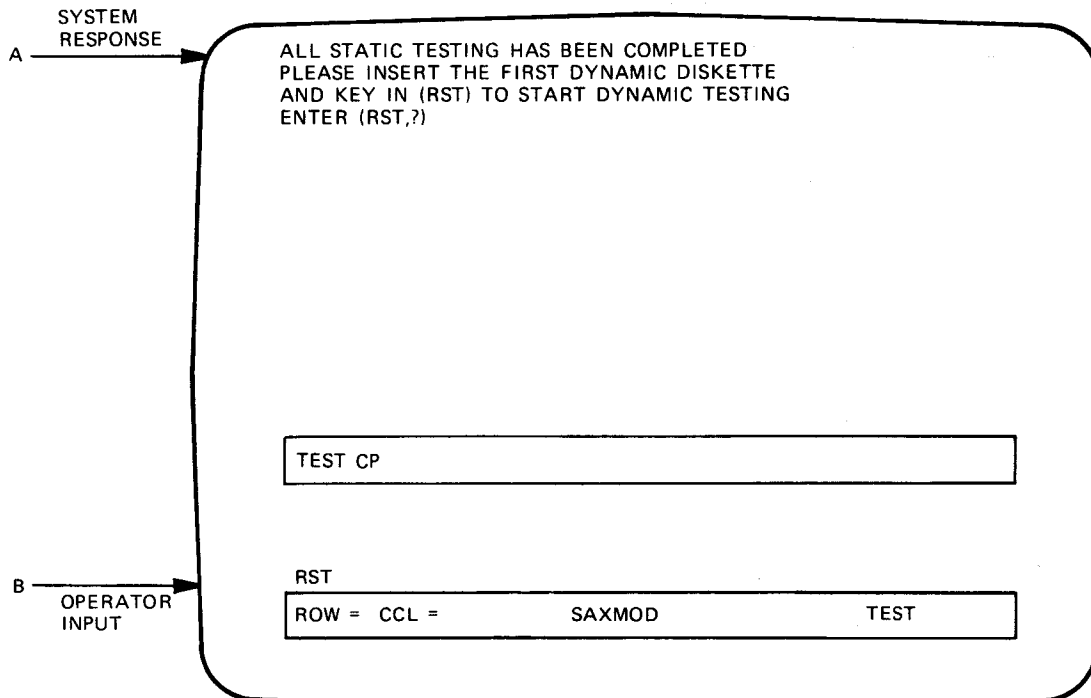 SYSTEM
RESPONSE
A
ALL STATIC TESTING HAS BEEN COMPLETED
PLEASE INSERT THE FIRST DYNAMIC DISKETTE
AND KEY IN (RST) TO START DYNAMIC TESTING
ENTER (RST,?)
TEST CP
RST
B
OPERATOR
INPUT
ROW = CCL = SAXMOD TEST